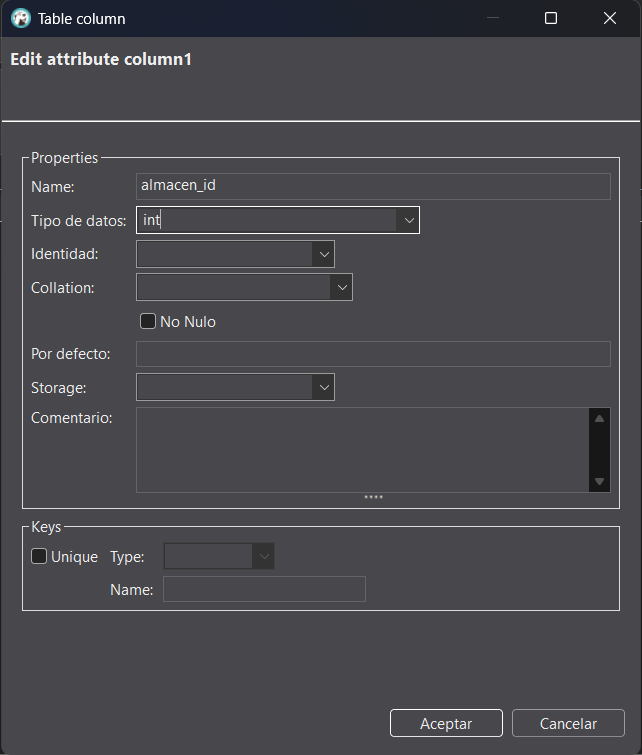 Table column
Edit attribute column1
Properties
Name: almacen_id
Tipo de datos: int
Identidad:
Collation:
No Nulo
Por defecto:
Storage:
Comentario:
Keys
Unique Type:
Name:
Aceptar Cancelar